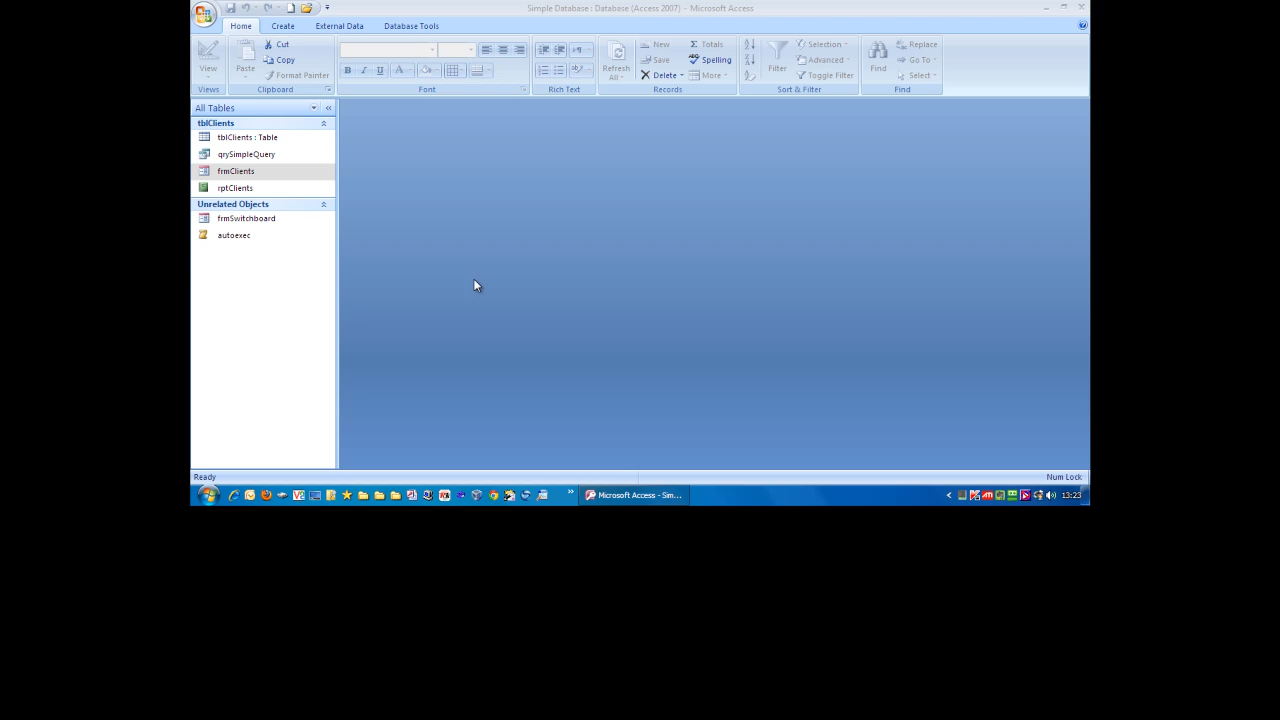 Simple Database : Database (Access 2007) - Microsoft Access
Home Create External Data Database Tools
View Paste Cut Copy Format Painter
B I U A
Refresh All New Save Delete Totals Spelling More
Filter Selection Advanced Toggle Filter
Find Replace Go To Select
Views Clipboard Font Rich Text Records Sort & Filter Find
All Tables
tblClients
tblClients : Table
qrySimpleQuery
frmClients
rptClients
Unrelated Objects
frmSwitchboard
autoexec
Ready Num Lock
Microsoft Access - Sim... 13:23